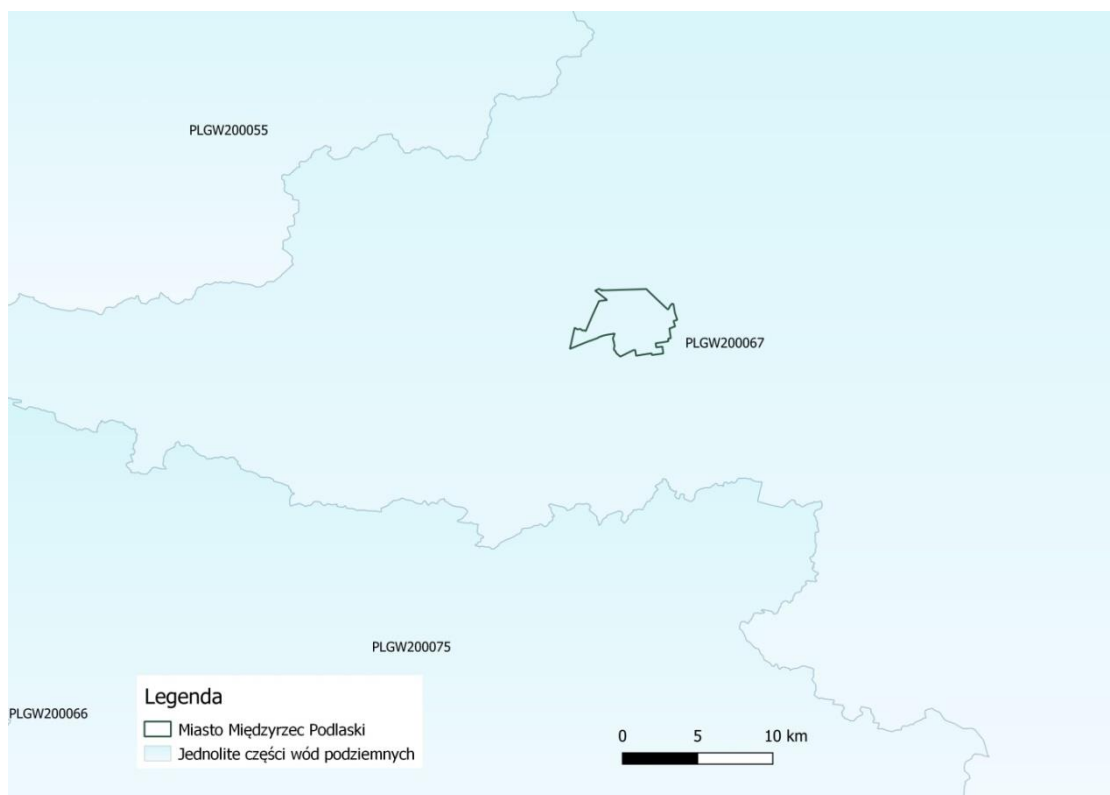 PLGW200055
PLGW200067
PLGW200075
PLGW200066
Legenda
Miasto Międzyrzec Podlaski
Jednolite części wód podziemnych
0 5 10 km